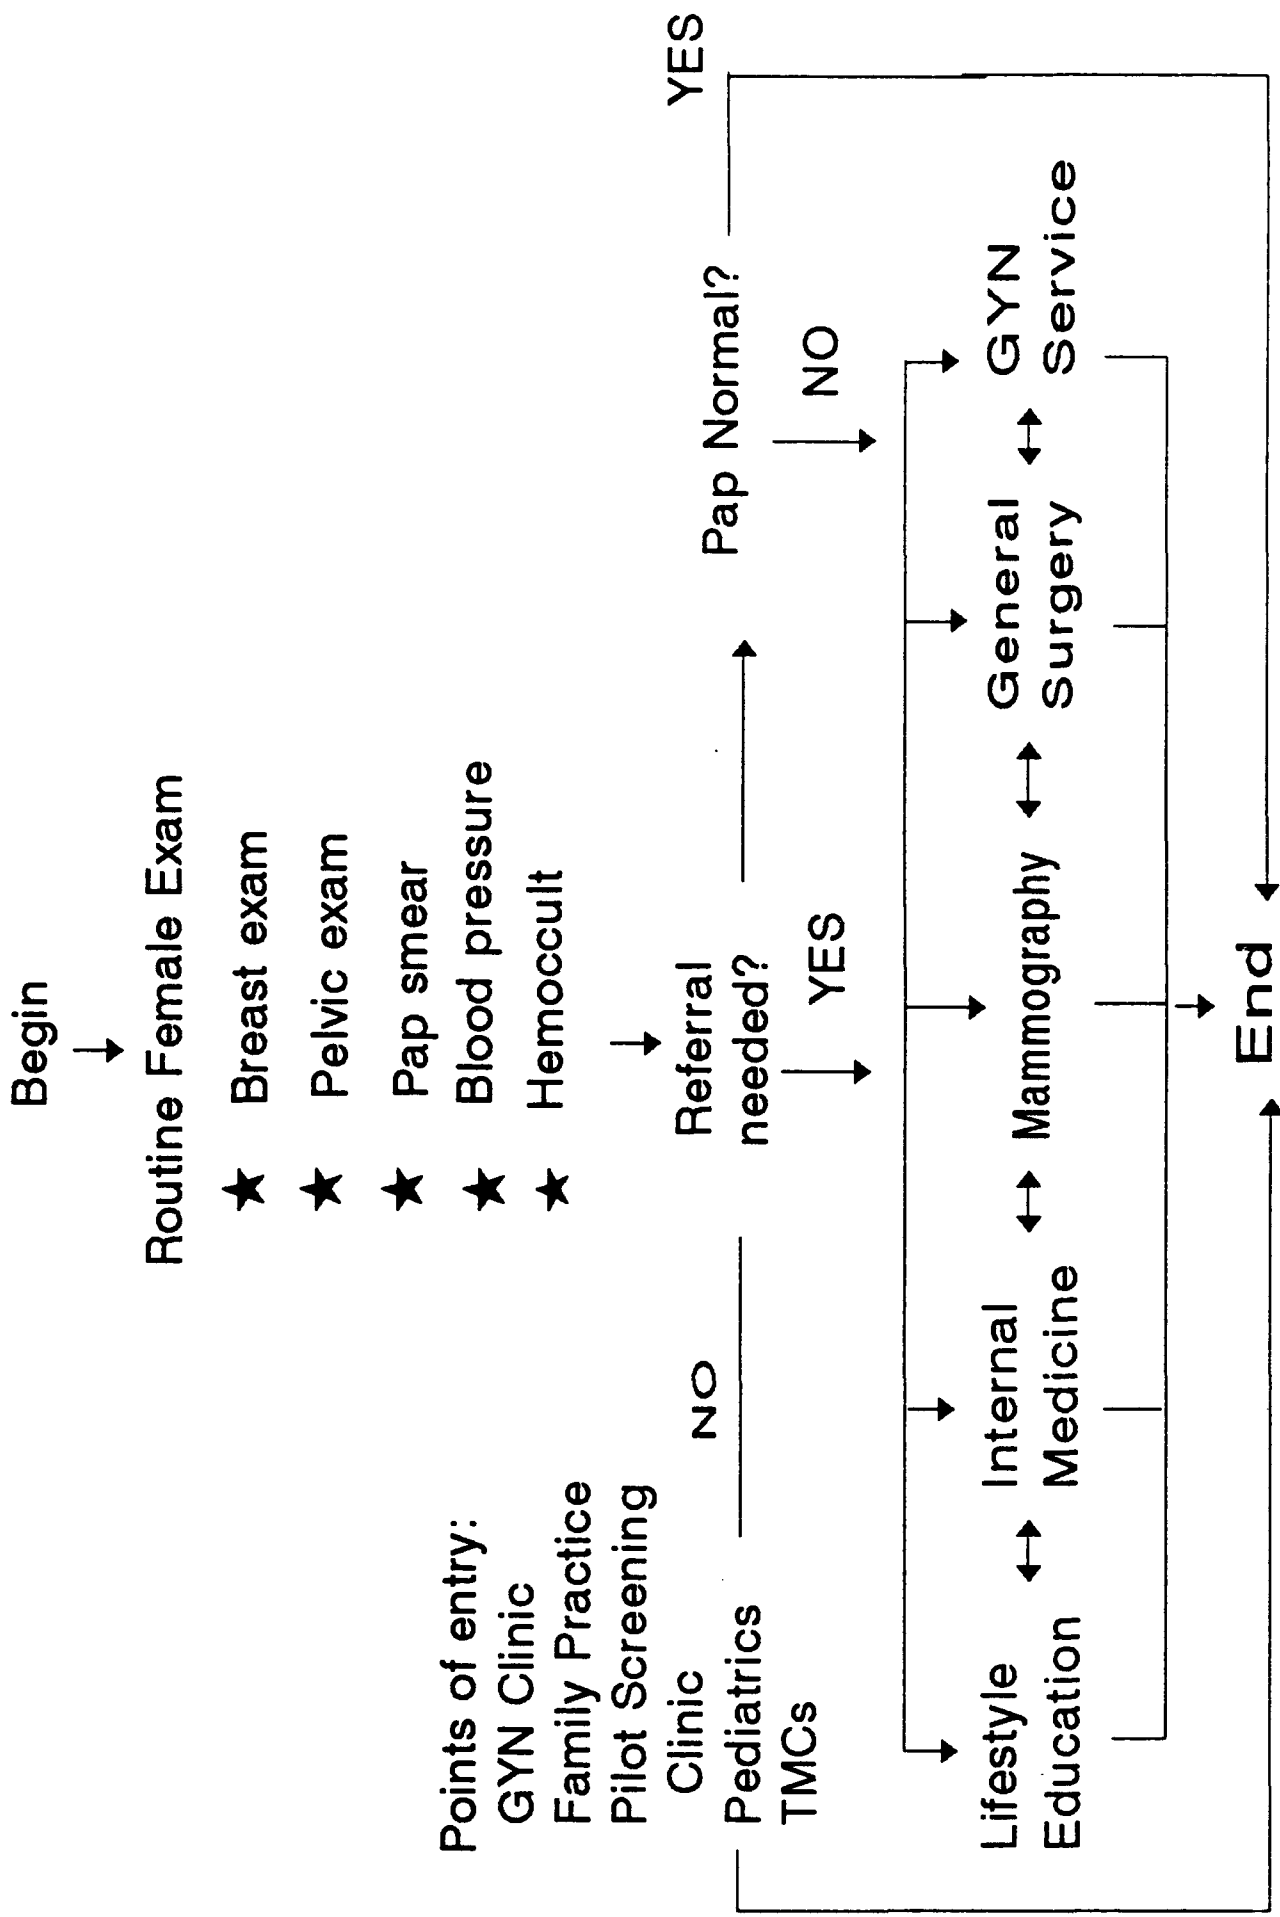 Begin
Routine Female Exam
★ Breast exam
★ Pelvic exam
★ Pap smear
★ Blood pressure
★ Hemoccult
Points of entry:
GYN Clinic
Family Practice
Pilot Screening
Clinic
Pediatrics
TMCs
NO
Referral
needed?
YES
Pap Normal?
YES
NO
Lifestyle
Education
Internal
Medicine
Mammography
General
Surgery
GYN
Service
End